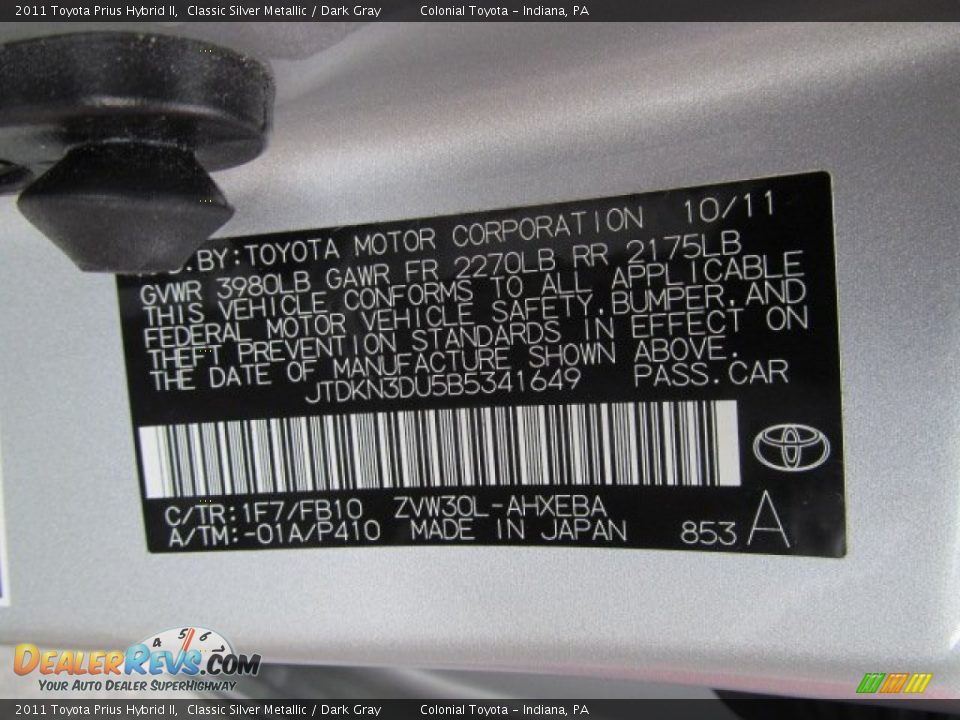 2011 Toyota Prius Hybrid II, Classic Silver Metallic / Dark Gray Colonial Toyota - Indiana, PA
BY:TOYOTA MOTOR CORPORATION 10/11
GVWR 3980LB GAWR FR 2270LB RR 2175LB
THIS VEHICLE CONFORMS TO ALL APPLICABLE
FEDERAL MOTOR VEHICLE SAFETY,BUMPER,AND
THEFT PREVENTION STANDARDS IN EFFECT ON
THE DATE OF MANUFACTURE SHOWN ABOVE.
JTDKN3DU5B5341649 PASS.CAR
C/TR:1F7/FB10 ZVW30L-AHXEBA
A/TM:-01A/P410 MADE IN JAPAN 853 A
4 5 6
DEALERREVS.COM
YOUR AUTO DEALER SUPERHIGHWAY
2011 Toyota Prius Hybrid II, Classic Silver Metallic / Dark Gray Colonial Toyota - Indiana, PA